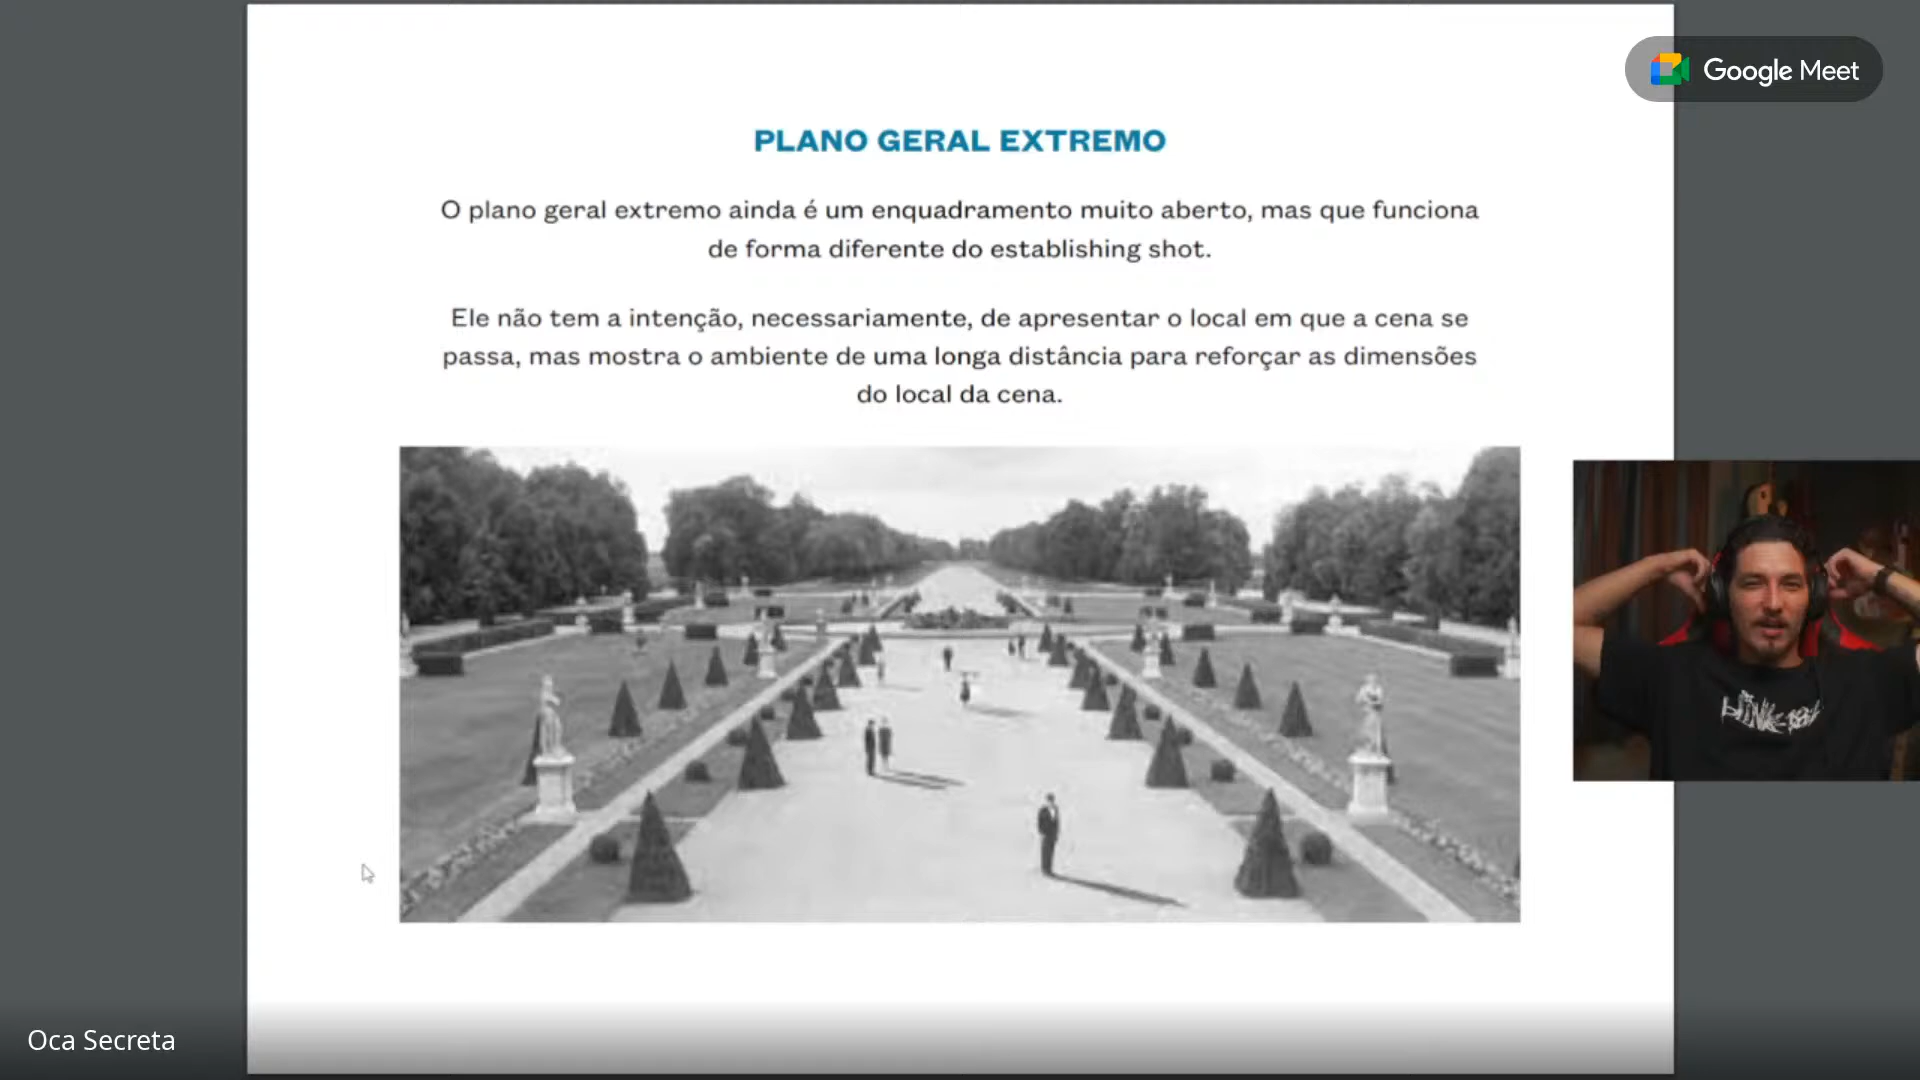 Google Meet
PLANO GERAL EXTREMO
O plano geral extremo ainda é um enquadramento muito aberto, mas que funciona
de forma diferente do establishing shot.
Ele não tem a intenção, necessariamente, de apresentar o local em que a cena se
passa, mas mostra o ambiente de uma longa distância para reforçar as dimensões
do local da cena.
blink-182
Oca Secreta